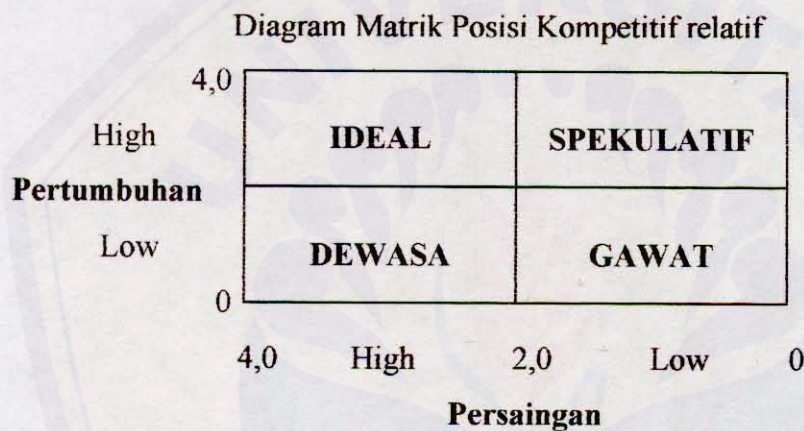 Diagram Matrik Posisi Kompetitif relatif
4,0
High
IDEAL
SPEKULATIF
Pertumbuhan
Low
DEWASA
GAWAT
0
4,0 High 2,0 Low 0
Persaingan